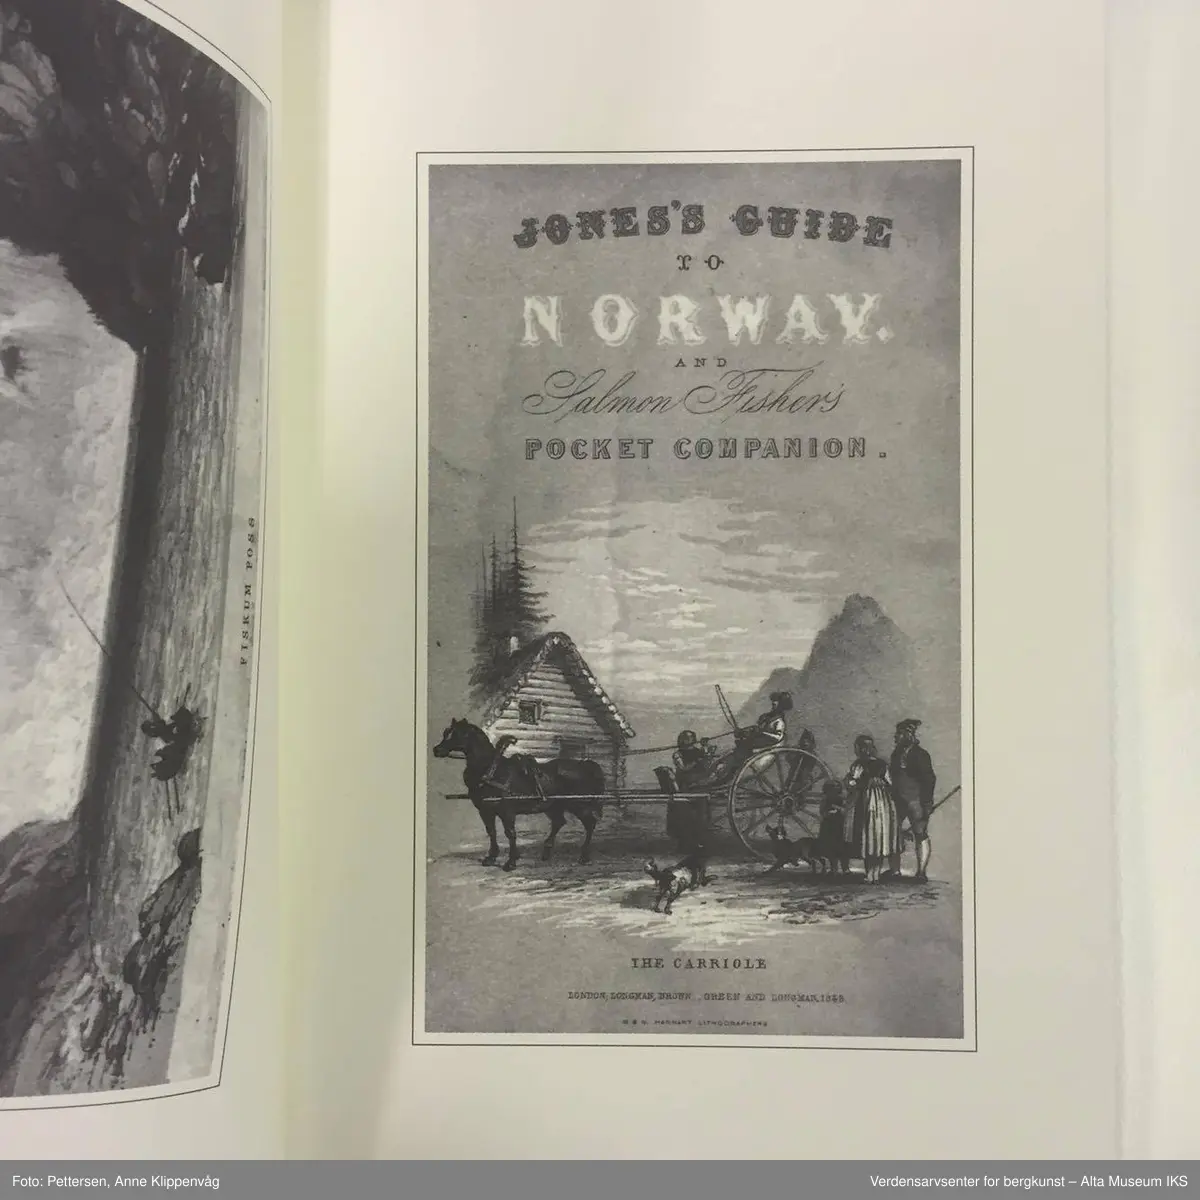 FISKUM FOSS
JONES'S GUIDE
TO
NORWAY.
AND
Salmon Fisher's
POCKET COMPANION.
THE CARRIOLE
LONDON, LONGMAN, BROWN, GREEN AND LONGMAN, 1848
LITHOGRAPHERS
Foto: Pettersen, Anne Klippenvåg
Verdensarvsenter for bergkunst – Alta Museum IKS